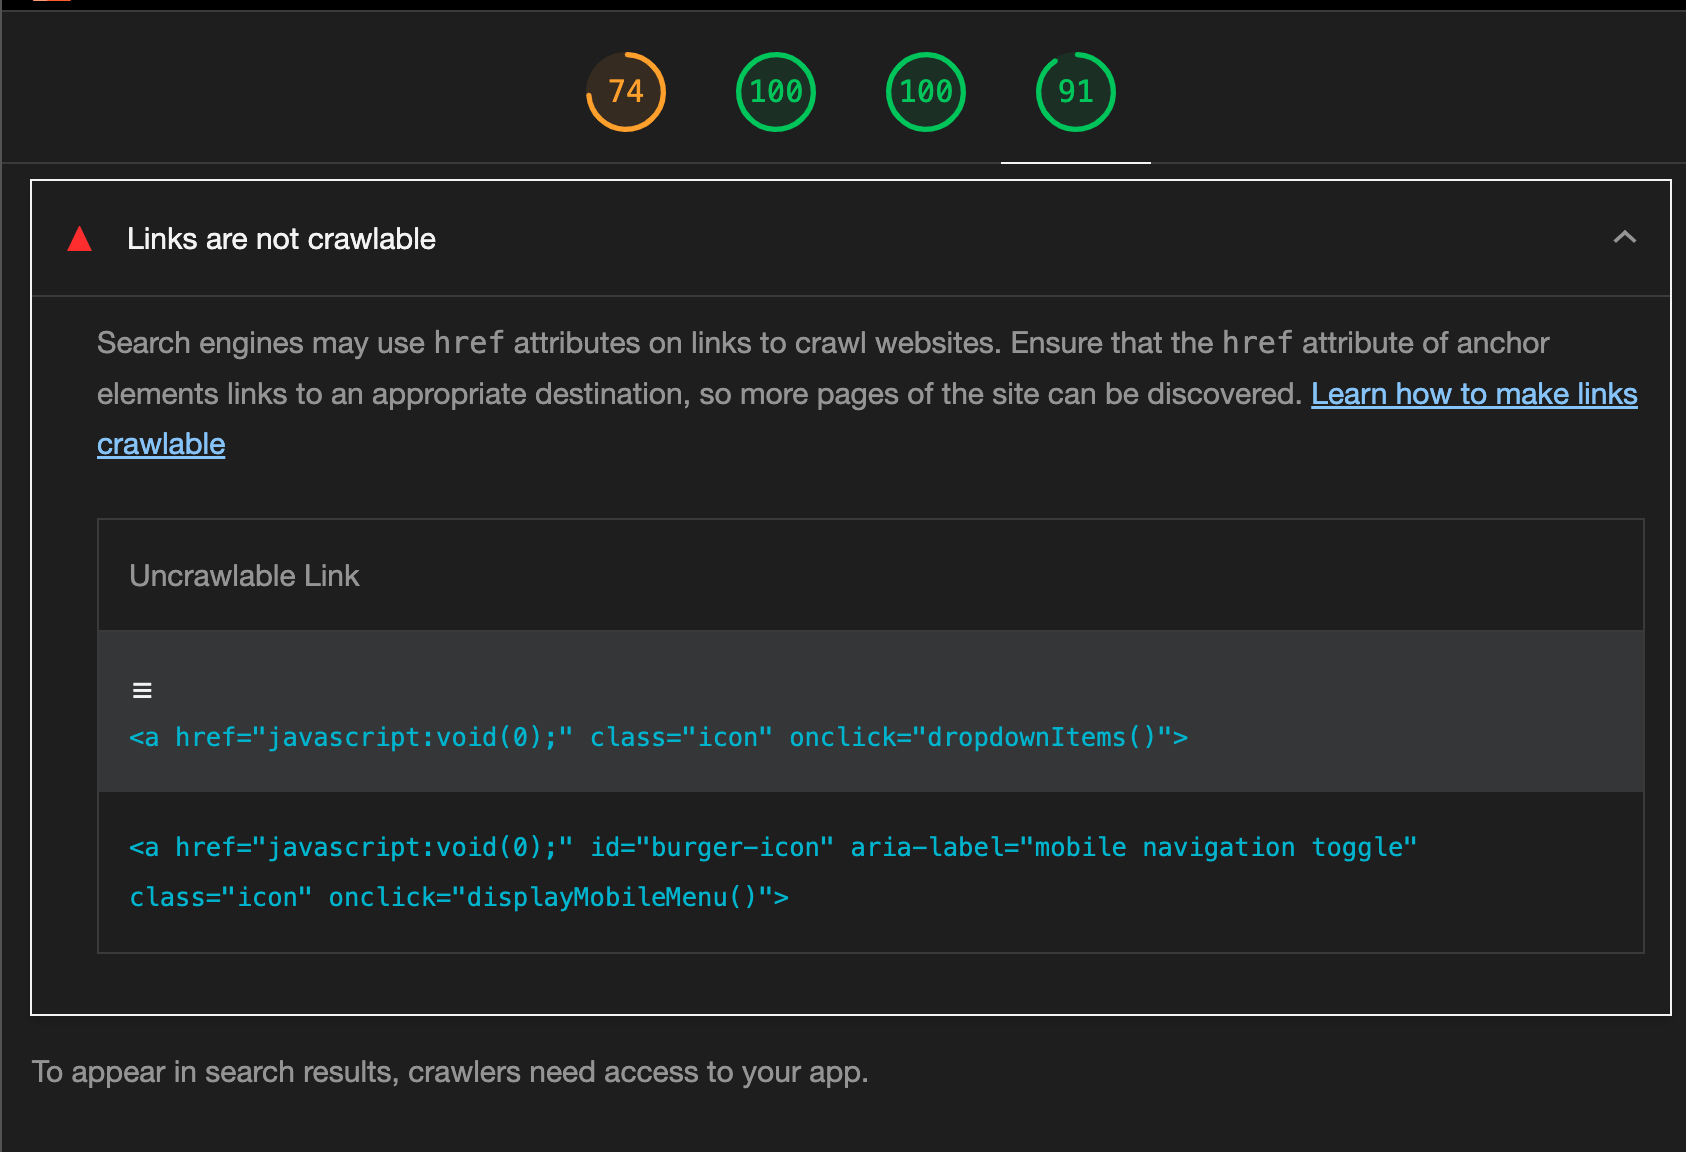 74 100 100 91
Links are not crawlable
Search engines may use href attributes on links to crawl websites. Ensure that the href attribute of anchor
elements links to an appropriate destination, so more pages of the site can be discovered. Learn how to make links
crawlable
Uncrawlable Link
<a href="javascript:void(0);" class="icon" onclick="dropdownItems()">
<a href="javascript:void(0);" id="burger-icon" aria-label="mobile navigation toggle"
class="icon" onclick="displayMobileMenu()">
To appear in search results, crawlers need access to your app.